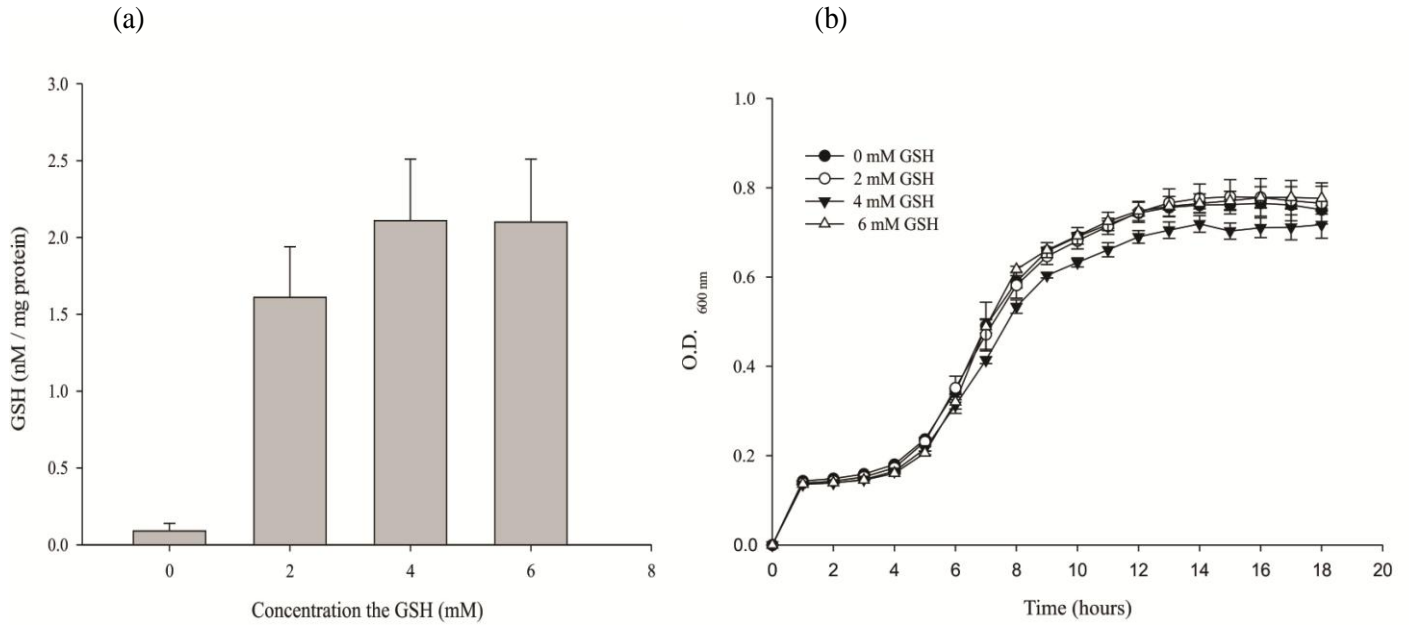 (a)
(b)
3.0
2.5
2.0
1.5
1.0
0.5
0.0
GSH (nM / mg protein)
0 2 4 6 8
Concentration the GSH (mM)
1.0
0.8
0.6
0.4
0.2
0.0
O.D. 600 nm
0 mM GSH
2 mM GSH
4 mM GSH
6 mM GSH
0 2 4 6 8 10 12 14 16 18 20
Time (hours)